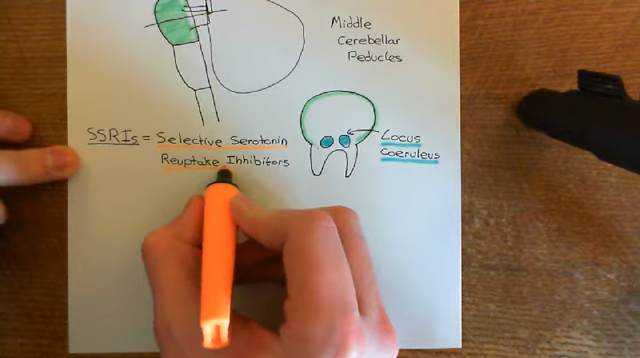 Middle
Cerebellar
Peducles
SSRIs = Selective Serotonin
Reuptake Inhibitors
Locus
Coeruleus